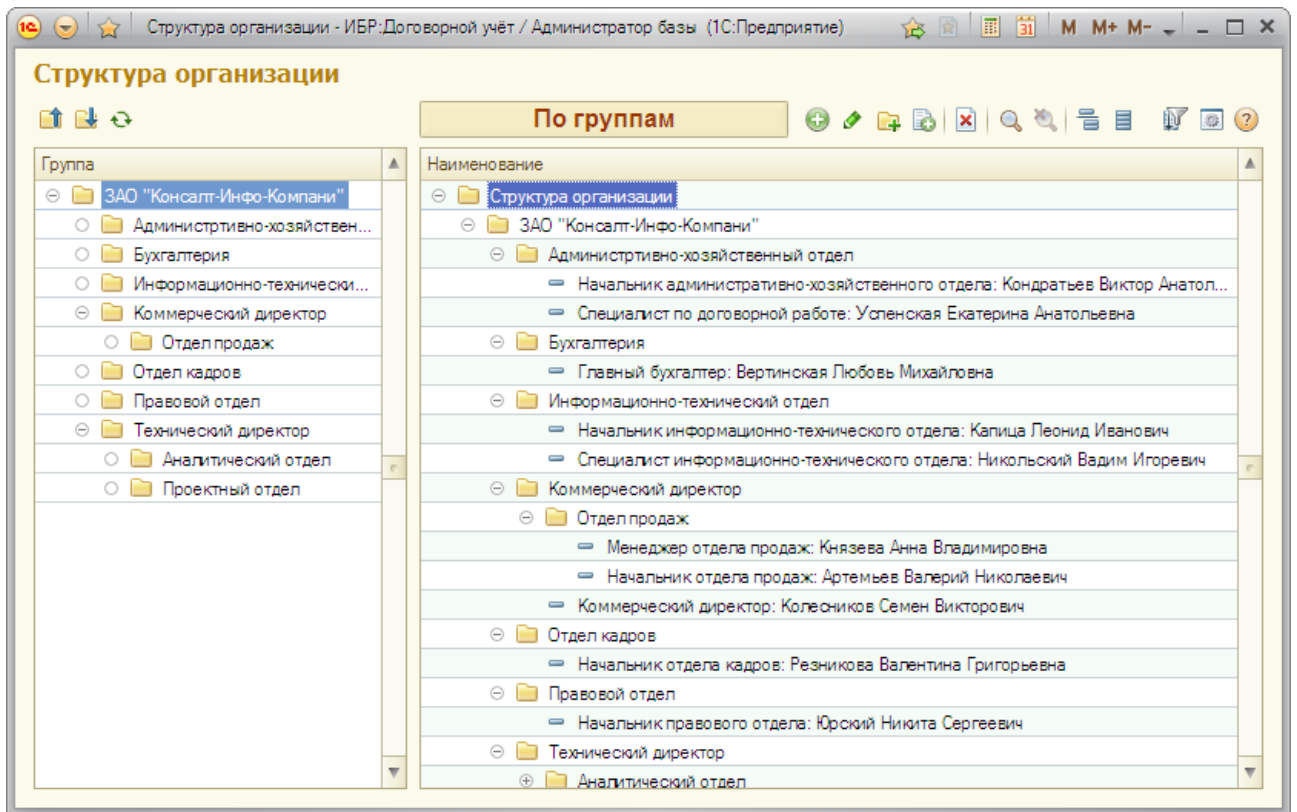 Структура организации - ИБР:Договорной учёт / Администратор базы (1С:Предприятие)
31 M M+ M-
Структура организации
По группам
Группа
ЗАО "Консалт-Инфо-Компани"
Администртивно-хозяйствен...
Бухгалтерия
Информационно-технически...
Коммерческий директор
Отдел продаж
Отдел кадров
Правовой отдел
Технический директор
Аналитический отдел
Проектный отдел
Наименование
Структура организации
ЗАО "Консалт-Инфо-Компани"
Администртивно-хозяйственный отдел
Начальник административно-хозяйственного отдела: Кондратьев Виктор Анатол...
Специалист по договорной работе: Успенская Екатерина Анатольевна
Бухгалтерия
Главный бухгалтер: Вертинская Любовь Михайловна
Информационно-технический отдел
Начальник информационно-технического отдела: Капица Леонид Иванович
Специалист информационно-технического отдела: Никольский Вадим Игоревич
Коммерческий директор
Отдел продаж
Менеджер отдела продаж: Князева Анна Владимировна
Начальник отдела продаж: Артемьев Валерий Николаевич
Коммерческий директор: Колесников Семен Викторович
Отдел кадров
Начальник отдела кадров: Резникова Валентина Григорьевна
Правовой отдел
Начальник правового отдела: Юрский Никита Сергеевич
Технический директор
Аналитический отдел